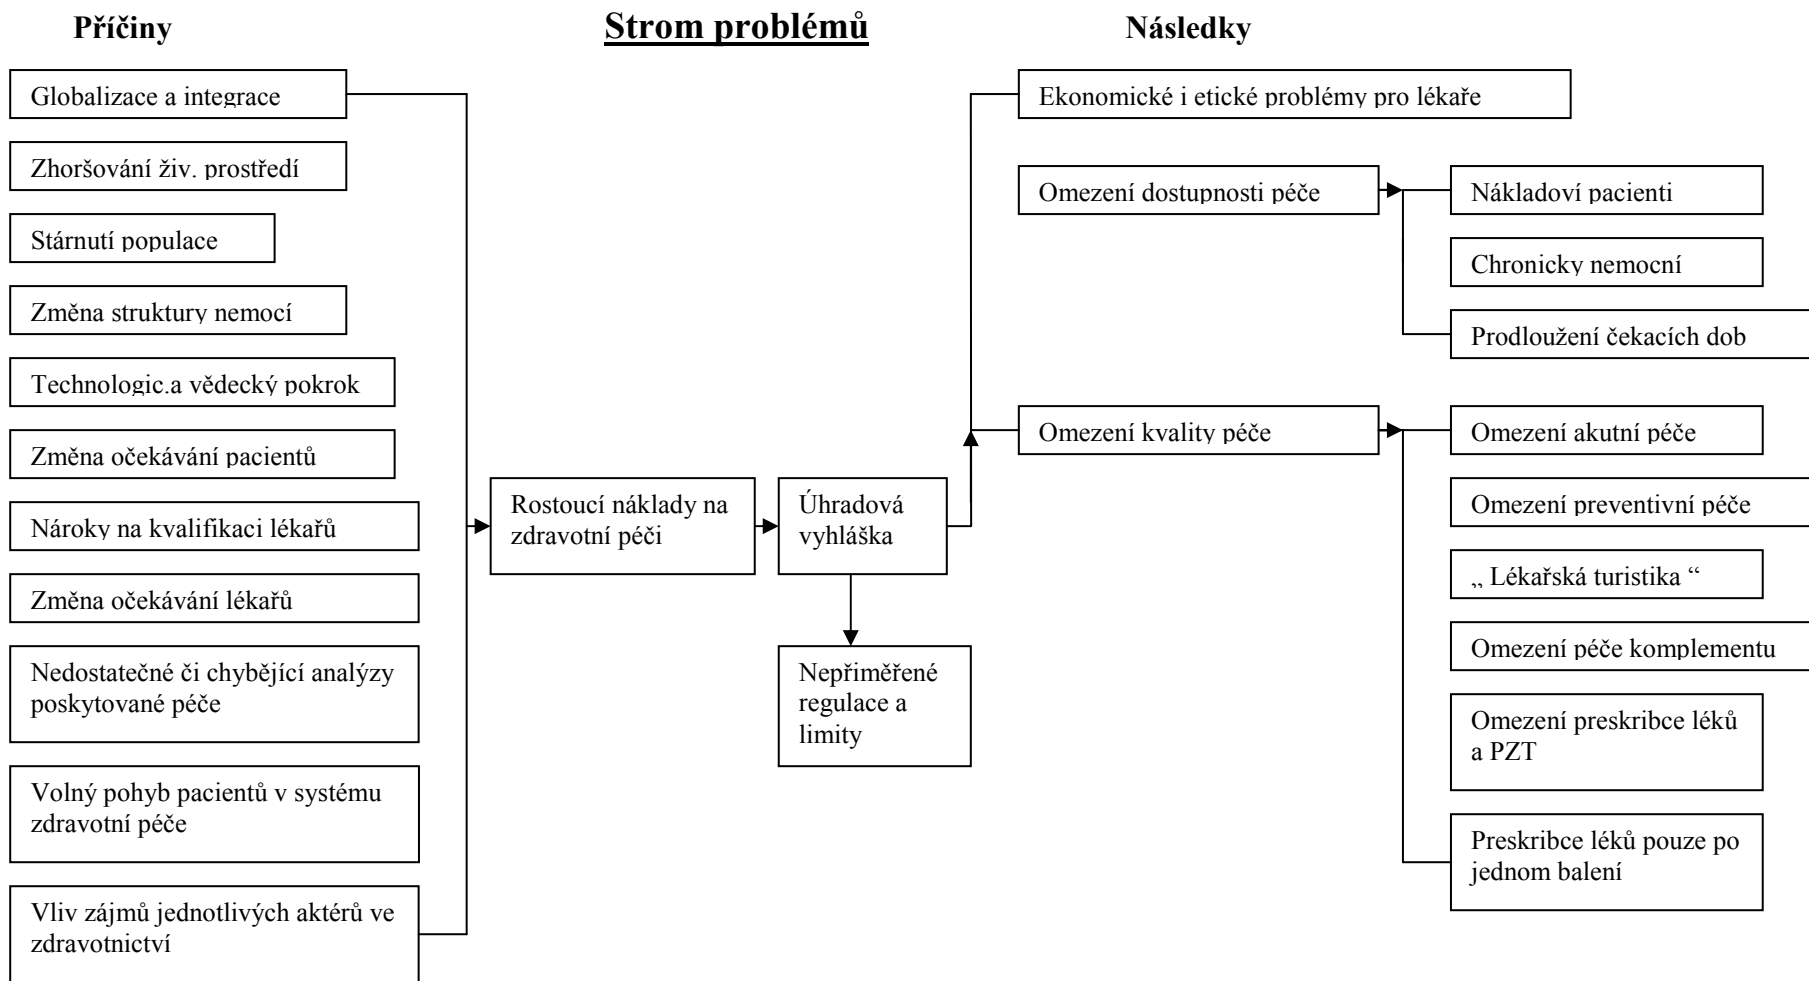 Příčiny
Strom problémů
Následky
Globalizace a integrace
Zhoršování živ. prostředí
Stárnutí populace
Změna struktury nemocí
Technologic.a vědecký pokrok
Změna očekávání pacientů
Nároky na kvalifikaci lékařů
Změna očekávání lékařů
Nedostatečné či chybějící analýzy
poskytované péče
Volný pohyb pacientů v systému
zdravotní péče
Vliv zájmů jednotlivých aktérů ve
zdravotnictví
Rostoucí náklady na
zdravotní péči
Úhradová
vyhláška
Nepřiměřené
regulace a
limity
Ekonomické i etické problémy pro lékaře
Omezení dostupnosti péče
Nákladoví pacienti
Chronicky nemocní
Prodloužení čekacích dob
Omezení kvality péče
Omezení akutní péče
Omezení preventivní péče
„ Lékařská turistika “
Omezení péče komplementu
Omezení preskribce léků
a PZT
Preskribce léků pouze po
jednom balení